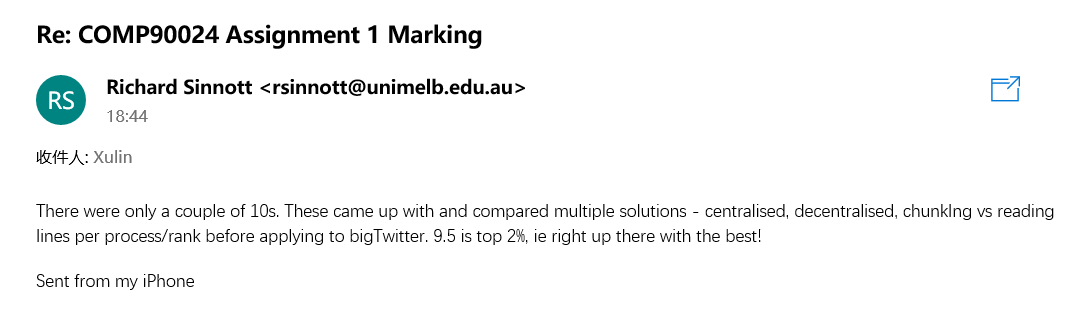 Re: COMP90024 Assignment 1 Marking
RS
Richard Sinnott <rsinnott@unimelb.edu.au>
18:44
收件人: Xulin
There were only a couple of 10s. These came up with and compared multiple solutions - centralised, decentralised, chunkIng vs reading
lines per process/rank before applying to bigTwitter. 9.5 is top 2%, ie right up there with the best!
Sent from my iPhone